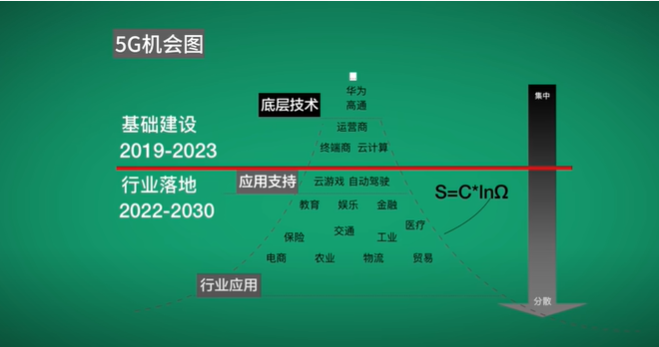 5G机会图
华为
底层技术 高通
集中
基础建设
运营商
2019-2023
终端商 云计算
行业落地
应用支持 云游戏 自动驾驶
2022-2030
S=C*lnΩ
教育 娱乐 金融
医疗
保险 交通 工业
电商 农业 物流 贸易
行业应用
分散